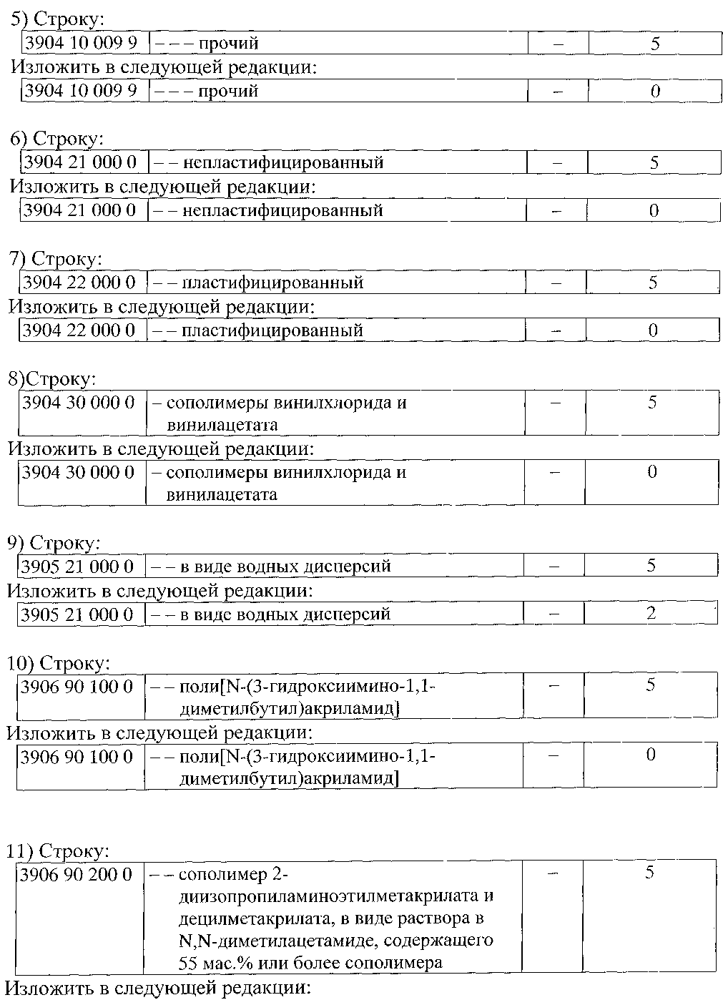 5) Строку:
3904 10 009 9 – – – прочий – 5
Изложить в следующей редакции:
3904 10 009 9 – – – прочий – 0
6) Строку:
3904 21 000 0 – – непластифицированный – 5
Изложить в следующей редакции:
3904 21 000 0 – – непластифицированный – 0
7) Строку:
3904 22 000 0 – – пластифицированный – 5
Изложить в следующей редакции:
3904 22 000 0 – – пластифицированный – 0
8)Строку:
3904 30 000 0 – сополимеры винилхлорида и – 5
винилацетата
Изложить в следующей редакции:
3904 30 000 0 – сополимеры винилхлорида и – 0
винилацетата
9) Строку:
3905 21 000 0 – – в виде водных дисперсий – 5
Изложить в следующей редакции:
3905 21 000 0 – – в виде водных дисперсий – 2
10) Строку:
3906 90 100 0 – – поли[N-(3-гидроксиимино-1,1- – 5
диметилбутил)акриламид]
Изложить в следующей редакции:
3906 90 100 0 – – поли[N-(3-гидроксиимино-1,1- – 0
диметилбутил)акриламид]
11) Строку:
3906 90 200 0 – – сополимер 2- – 5
диизопропиламиноэтилметакрилата и
децилметакрилата, в виде раствора в
N,N-диметилацетамиде, содержащего
55 мас.% или более сополимера
Изложить в следующей редакции: